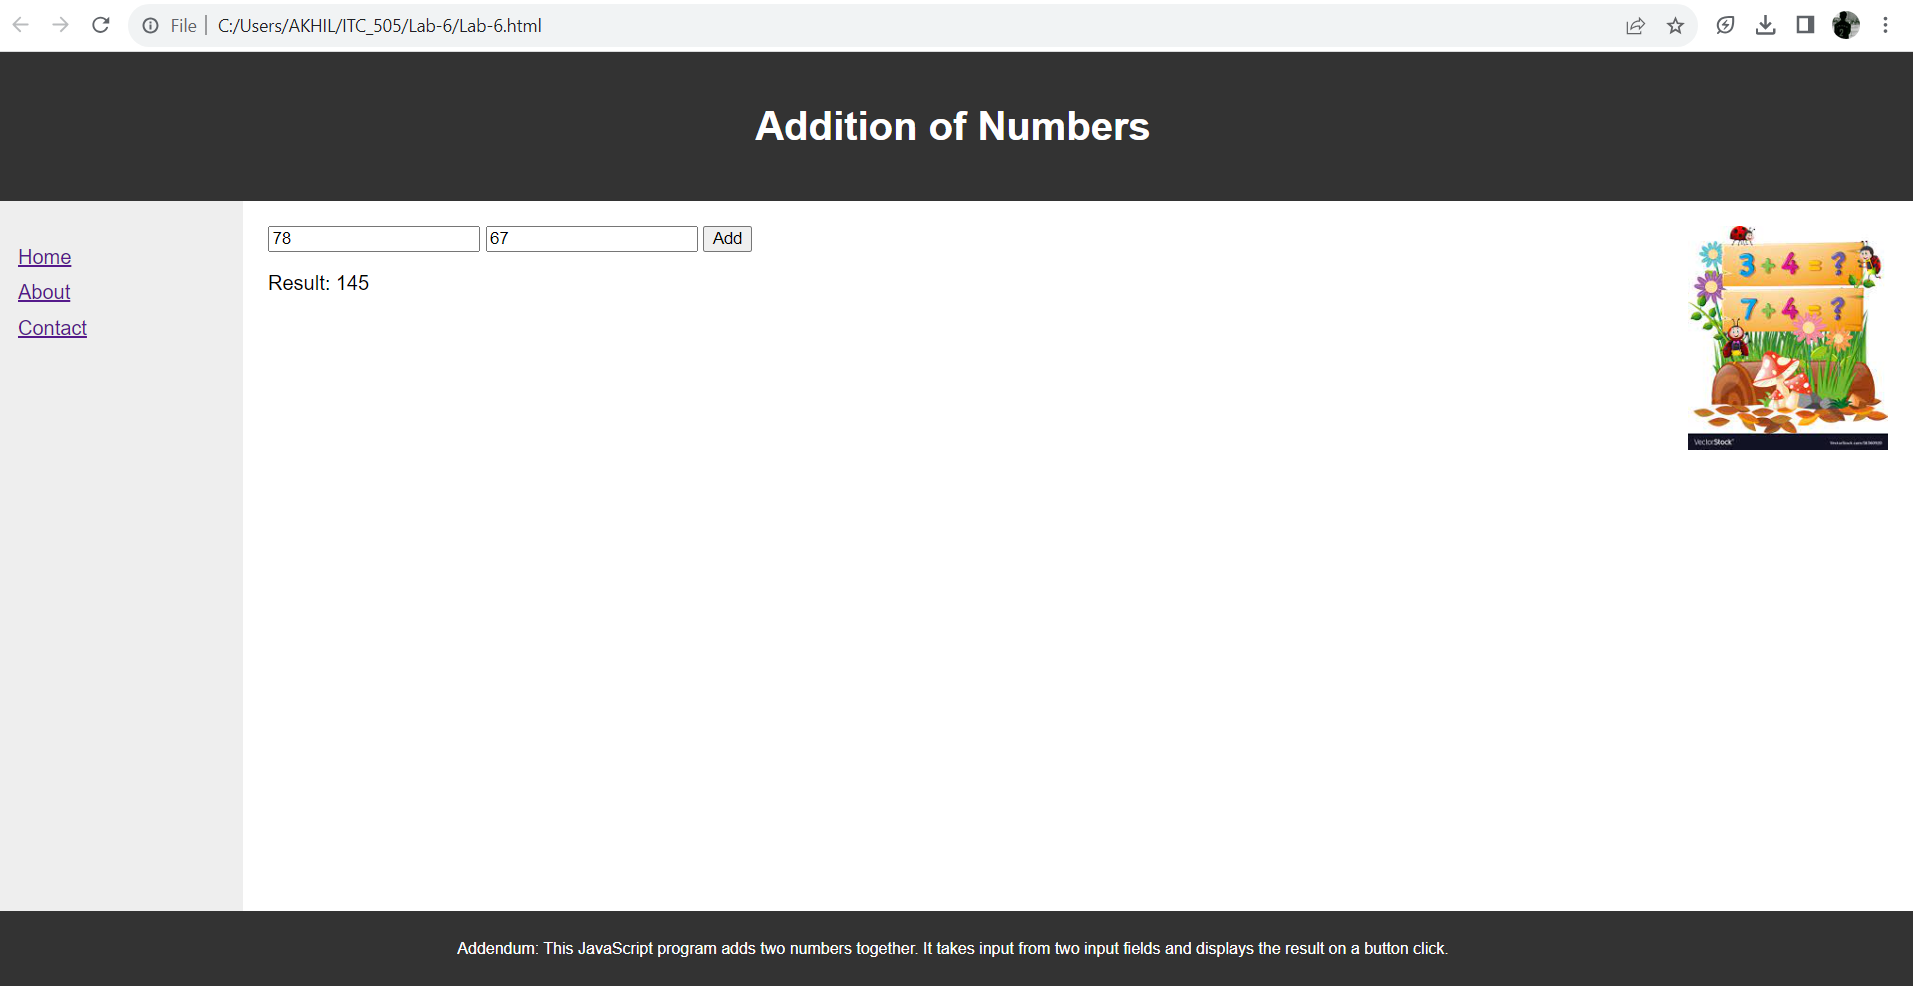 File C:/Users/AKHIL/ITC_505/Lab-6/Lab-6.html
Addition of Numbers
Home
About
Contact
78 67 Add
Result: 145
3 + 4 = ?
7 + 4 = ?
VectorStock
Addendum: This JavaScript program adds two numbers together. It takes input from two input fields and displays the result on a button click.